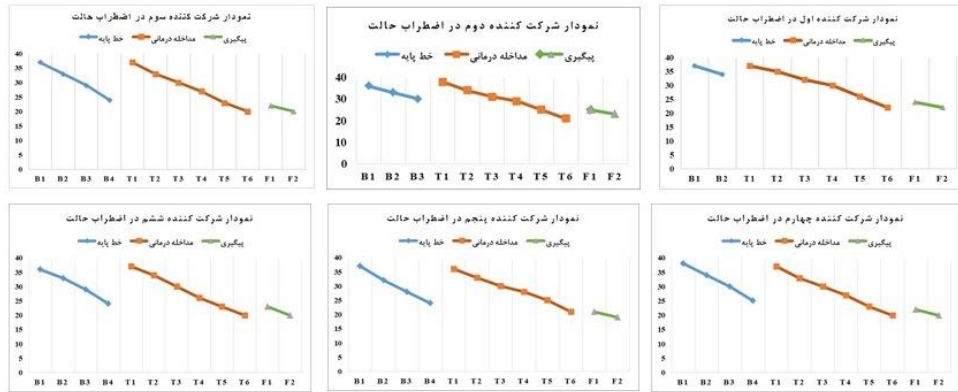 نمودار شرکت کننده اول در اضطراب حالت
خط پایه مداخله درمانی پیگیری
40
35
30
25
20
15
10
5
0
B1 B2 T1 T2 T3 T4 T5 T6 F1 F2
نمودار شرکت کننده دوم در اضطراب حالت
خط پایه مداخله درمانی پیگیری
40
30
20
10
0
B1 B2 B3 T1 T2 T3 T4 T5 T6 F1 F2
نمودار شرکت کننده سوم در اضطراب حالت
خط پایه مداخله درمانی پیگیری
40
35
30
25
20
15
10
5
0
B1 B2 B3 B4 T1 T2 T3 T4 T5 T6 F1 F2
نمودار شرکت کننده چهارم در اضطراب حالت
خط پایه مداخله درمانی پیگیری
40
35
30
25
20
15
10
5
0
B1 B2 B3 B4 T1 T2 T3 T4 T5 T6 F1 F2
نمودار شرکت کننده پنجم در اضطراب حالت
خط پایه مداخله درمانی پیگیری
40
35
30
25
20
15
10
5
0
B1 B2 B3 B4 T1 T2 T3 T4 T5 T6 F1 F2
نمودار شرکت کننده ششم در اضطراب حالت
خط پایه مداخله درمانی پیگیری
40
35
30
25
20
15
10
5
0
B1 B2 B3 B4 T1 T2 T3 T4 T5 T6 F1 F2